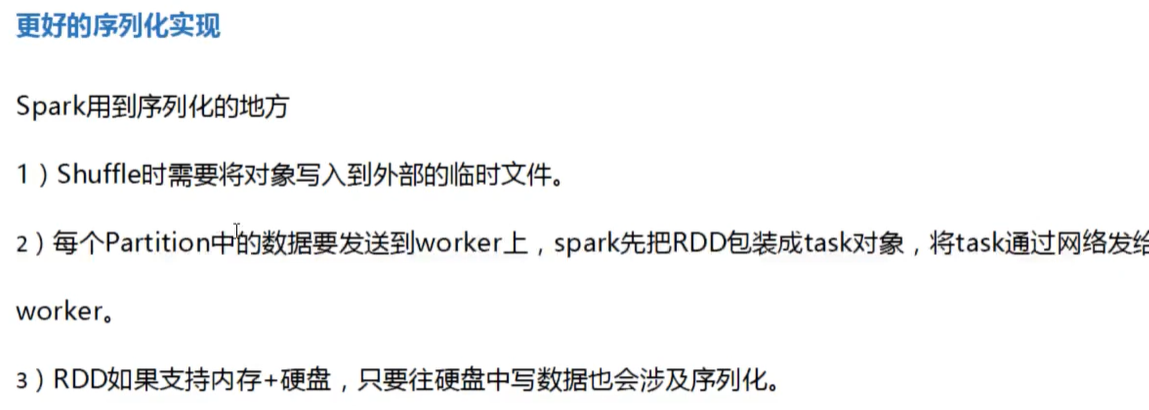 更好的序列化实现
Spark用到序列化的地方
1）Shuffle时需要将对象写入到外部的临时文件。
2）每个Partition中的数据要发送到worker上，spark先把RDD包装成task对象，将task通过网络发给
worker。
3）RDD如果支持内存+硬盘，只要往硬盘中写数据也会涉及序列化。